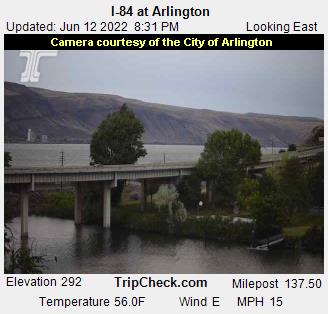 I-84 at Arlington
Updated: Jun 12 2022 8:31 PM Looking East
Camera courtesy of the City of Arlington
Elevation 292 TripCheck.com Milepost 137.50
Temperature 56.0F Wind E MPH 15